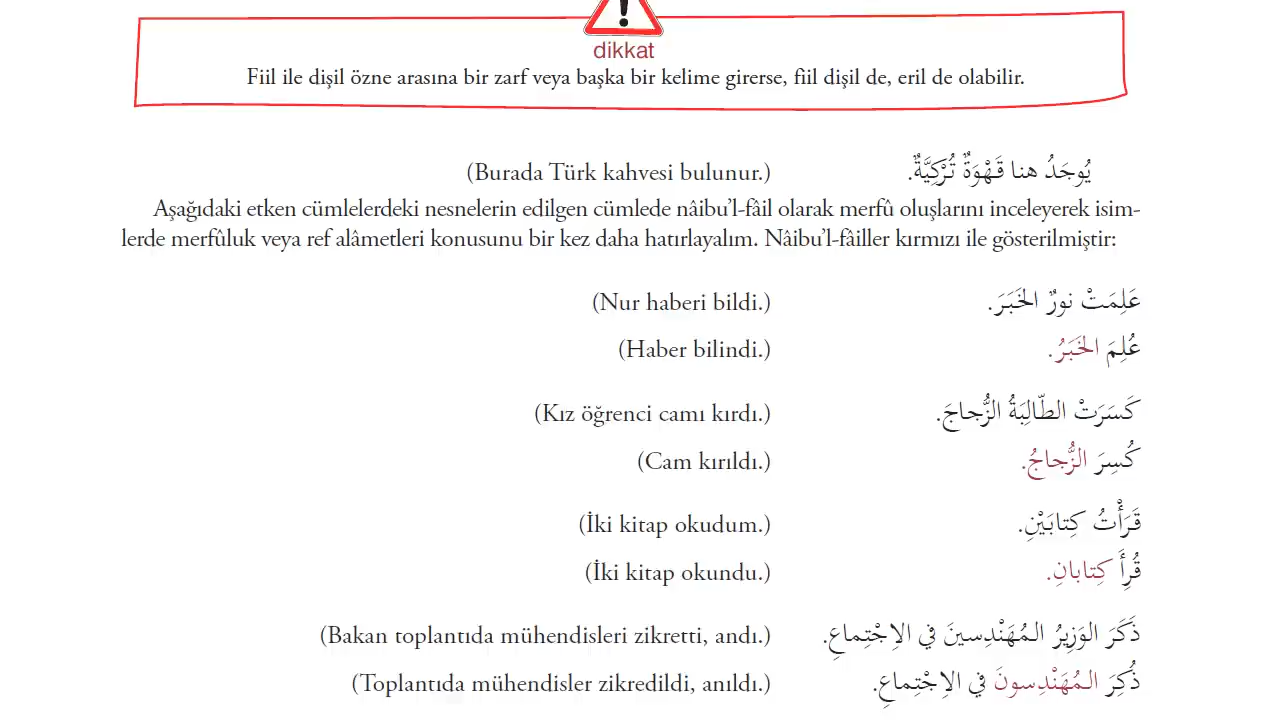 !
dikkat
Fiil ile dişil özne arasına bir zarf veya başka bir kelime girerse, fiil dişil de, eril de olabilir.
(Burada Türk kahvesi bulunur.) يُوجَدُ هنا قَهْوَةٌ تُرْكِيَّةٌ.
Aşağıdaki etken cümlelerdeki nesnelerin edilgen cümlede nâibu’l-fâil olarak merfû oluşlarını inceleyerek isim-
lerde merfûluk veya ref alâmetleri konusunu bir kez daha hatırlayalım. Nâibu’l-fâiller kırmızı ile gösterilmiştir:
(Nur haberi bildi.) عَلِمَتْ نورٌ الخَبَرَ.
(Haber bilindi.) عُلِمَ الخَبَرُ.
(Kız öğrenci camı kırdı.) كَسَرَتْ الطّالِبَةُ الزُّجاجَ.
(Cam kırıldı.) كُسِرَ الزُّجاجُ.
(İki kitap okudum.) قَرَأْتُ كِتابَيْنِ.
(İki kitap okundu.) قُرِأَ كِتابانِ.
(Bakan toplantıda mühendisleri zikretti, andı.) ذَكَرَ الوَزِيرُ المُهَنْدِسينَ في الاِجْتِماعِ.
(Toplantıda mühendisler zikredildi, anıldı.) ذُكِرَ المُهَنْدِسونَ في الاِجْتِماعِ.